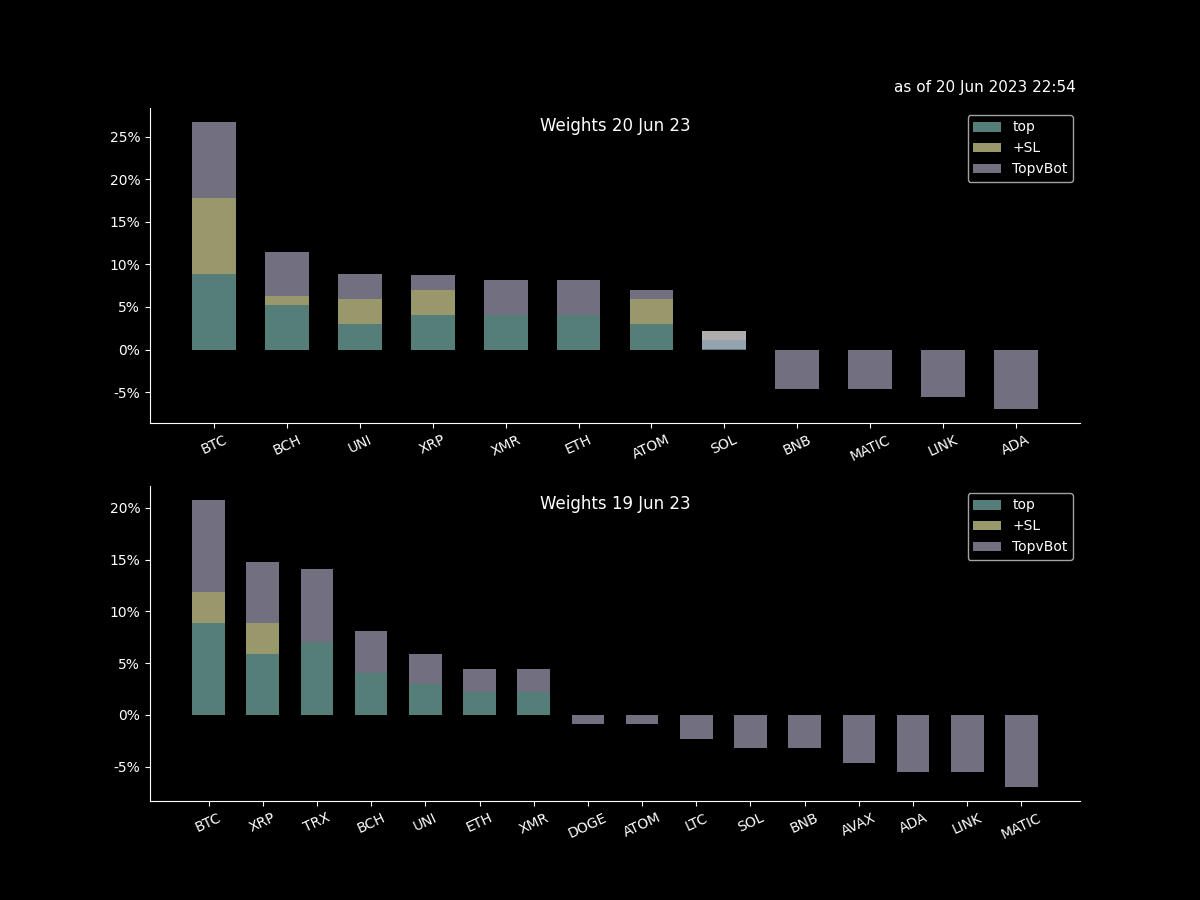 as of 20 Jun 2023 22:54
Weights 20 Jun 23
top
+SL
TopvBot
25%
20%
15%
10%
5%
0%
-5%
BTC BCH UNI XRP XMR ETH ATOM SOL BNB MATIC LINK ADA
Weights 19 Jun 23
top
+SL
TopvBot
20%
15%
10%
5%
0%
-5%
BTC XRP TRX BCH UNI ETH XMR DOGE ATOM LTC SOL BNB AVAX ADA LINK MATIC